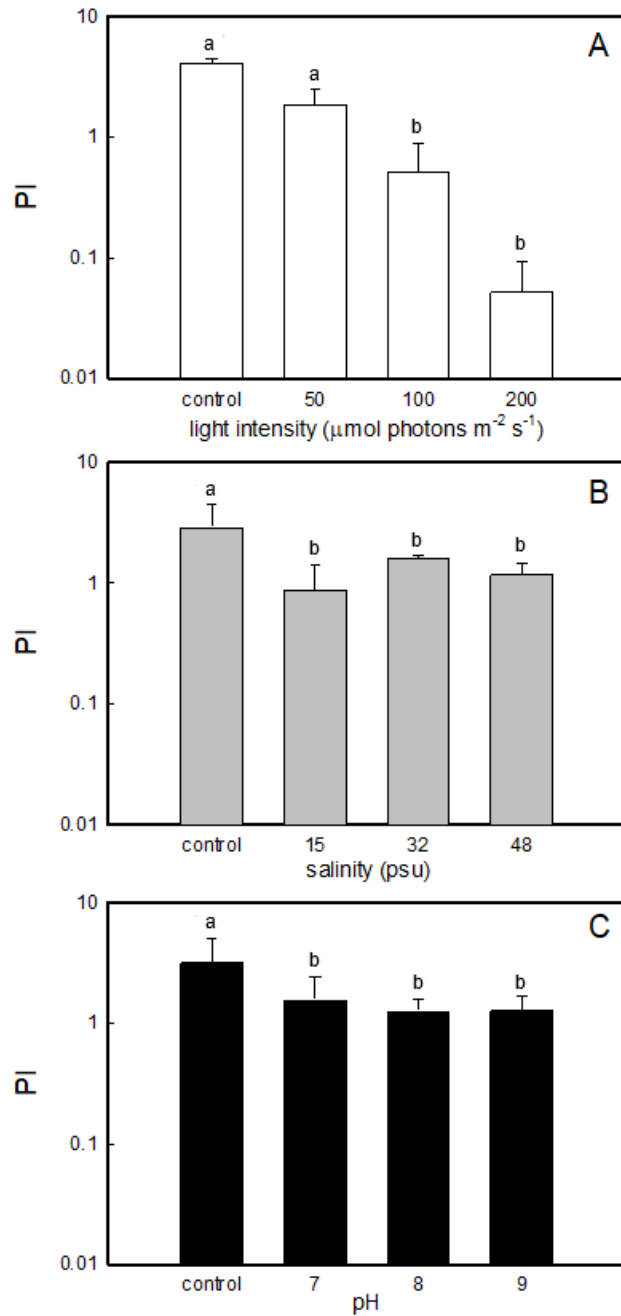 10
A
a
a
1
b
PI
b
0.1
0.01
control 50 100 200
light intensity (μmol photons m⁻² s⁻¹)
10
B
a
b b b
1
PI
0.1
0.01
control 15 32 48
salinity (psu)
10
C
a
b b b
1
PI
0.1
0.01
control 7 8 9
pH